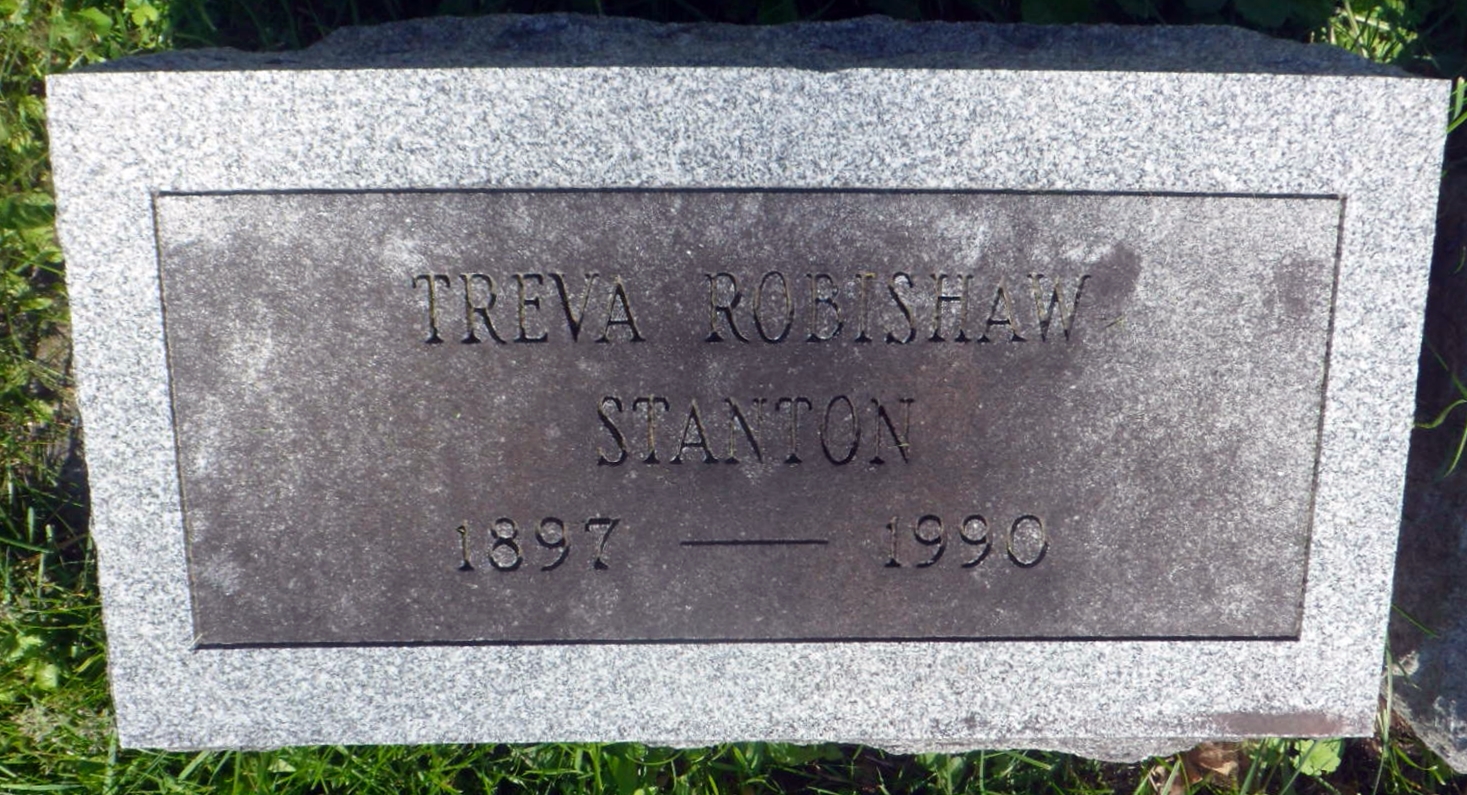 TREVA ROBISHAW
STANTON
1897 — 1990